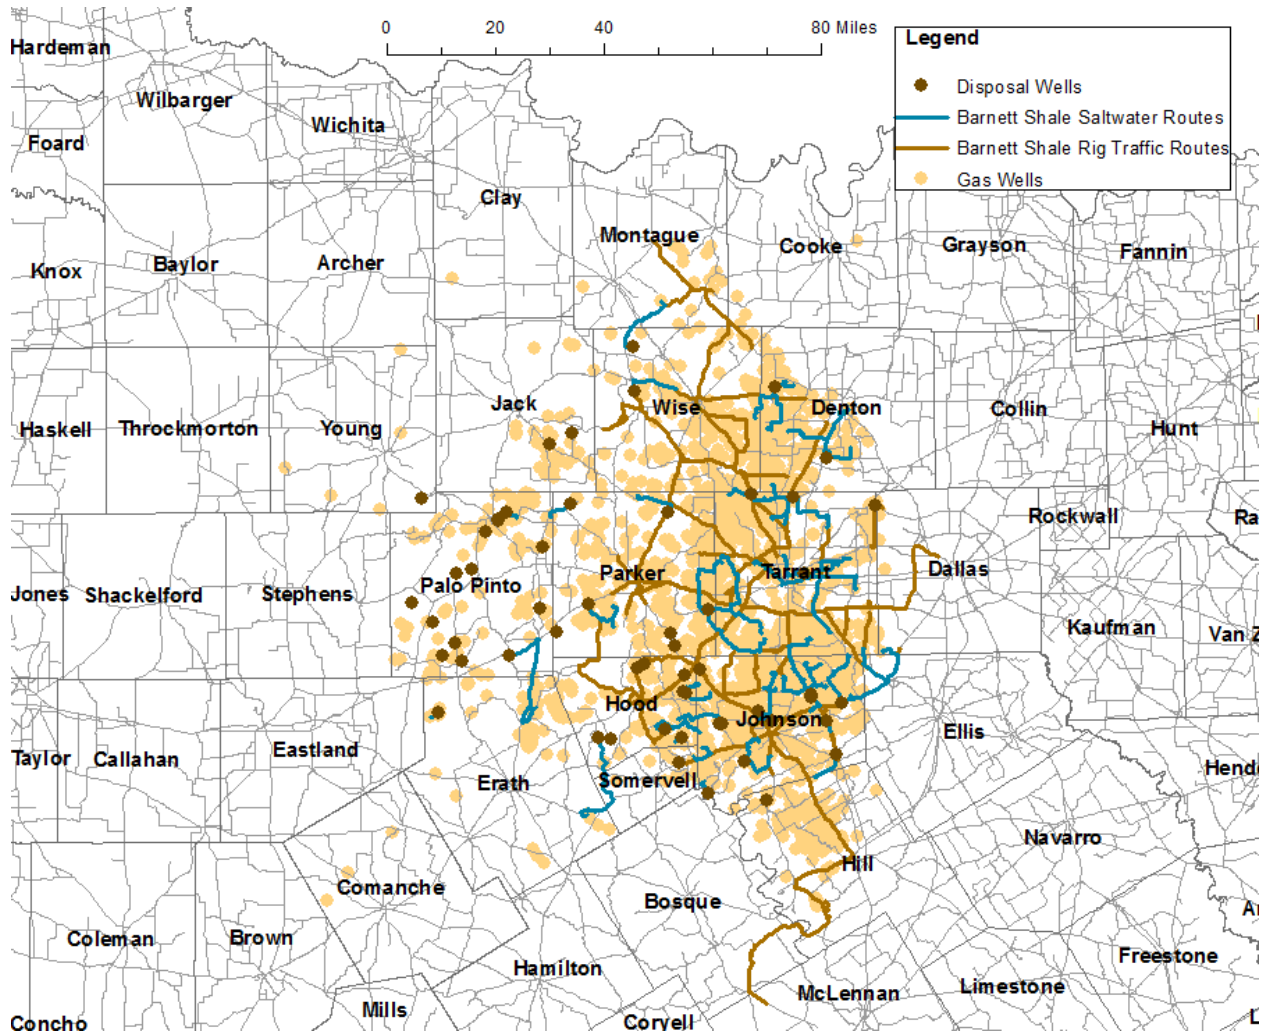 0 20 40 80 Miles
Legend
Disposal Wells
Barnett Shale Saltwater Routes
Barnett Shale Rig Traffic Routes
Gas Wells
Hardeman
Wilbarger
Wichita
Foard
Clay
Montague
Cooke
Grayson
Fannin
Knox
Baylor
Archer
Jack
Wise
Denton
Collin
Haskell
Throckmorton
Young
Hunt
Rockwall
Ra
Parker
Tarrant
Dallas
Jones
Shackelford
Stephens
Palo Pinto
Kaufman
Van Z
Hood
Johnson
Ellis
Taylor
Callahan
Eastland
Erath
Somervell
Hende
Navarro
Hill
Comanche
Bosque
Coleman
Brown
Hamilton
Freestone
Limestone
McLennan
Mills
Concho
Coryell